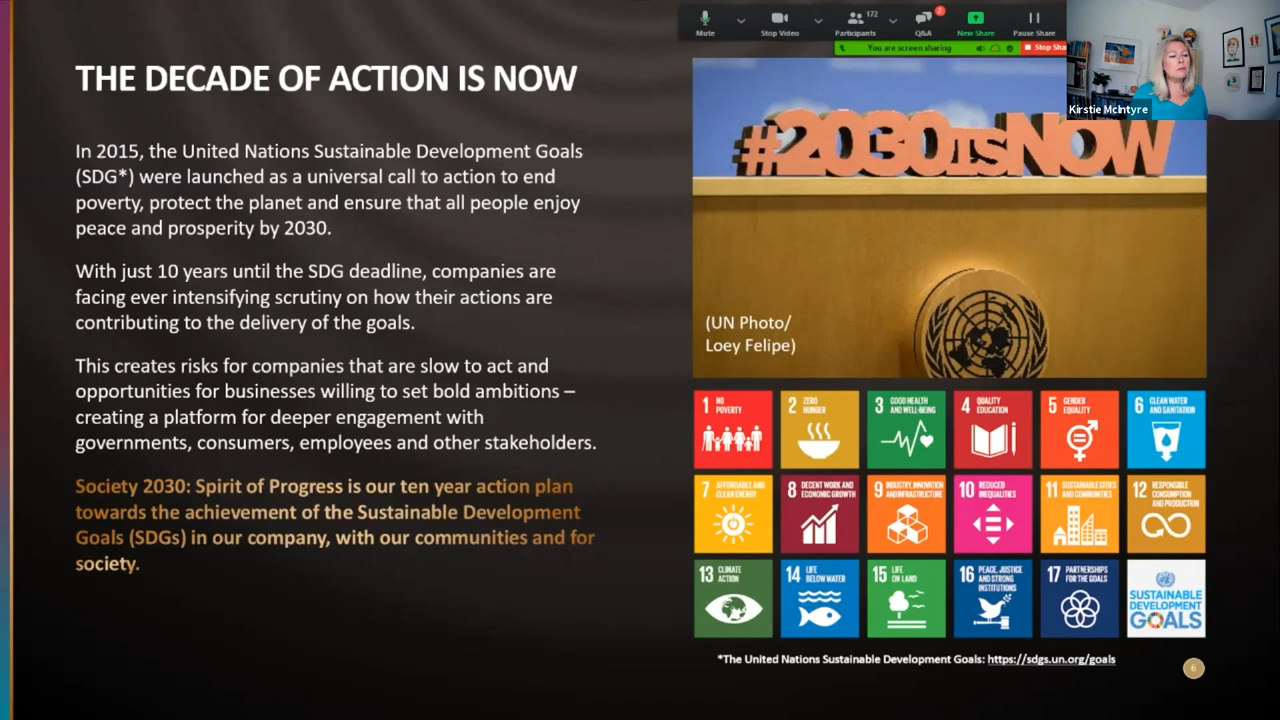 THE DECADE OF ACTION IS NOW
In 2015, the United Nations Sustainable Development Goals
(SDG*) were launched as a universal call to action to end
poverty, protect the planet and ensure that all people enjoy
peace and prosperity by 2030.
With just 10 years until the SDG deadline, companies are
facing ever intensifying scrutiny on how their actions are
contributing to the delivery of the goals.
This creates risks for companies that are slow to act and
opportunities for businesses willing to set bold ambitions –
creating a platform for deeper engagement with
governments, consumers, employees and other stakeholders.
Society 2030: Spirit of Progress is our ten year action plan
towards the achievement of the Sustainable Development
Goals (SDGs) in our company, with our communities and for
society.
172
2
Mute
Stop Video
Participants
Q&A
New Share
Pause Share
You are screen sharing
Stop Sha
Kirstie McIntyre
#2030ISNOW
(UN Photo/
Loey Felipe)
1 NO
POVERTY
2 ZERO
HUNGER
3 GOOD HEALTH
AND WELL-BEING
4 QUALITY
EDUCATION
5 GENDER
EQUALITY
6 CLEAN WATER
AND SANITATION
7 AFFORDABLE AND
CLEAN ENERGY
8 DECENT WORK AND
ECONOMIC GROWTH
9 INDUSTRY, INNOVATION
AND INFRASTRUCTURE
10 REDUCED
INEQUALITIES
11 SUSTAINABLE CITIES
AND COMMUNITIES
12 RESPONSIBLE
CONSUMPTION
AND PRODUCTION
13 CLIMATE
ACTION
14 LIFE
BELOW WATER
15 LIFE
ON LAND
16 PEACE, JUSTICE
AND STRONG
INSTITUTIONS
17 PARTNERSHIPS
FOR THE GOALS
SUSTAINABLE
DEVELOPMENT
GOALS
*The United Nations Sustainable Development Goals: https://sdgs.un.org/goals
6